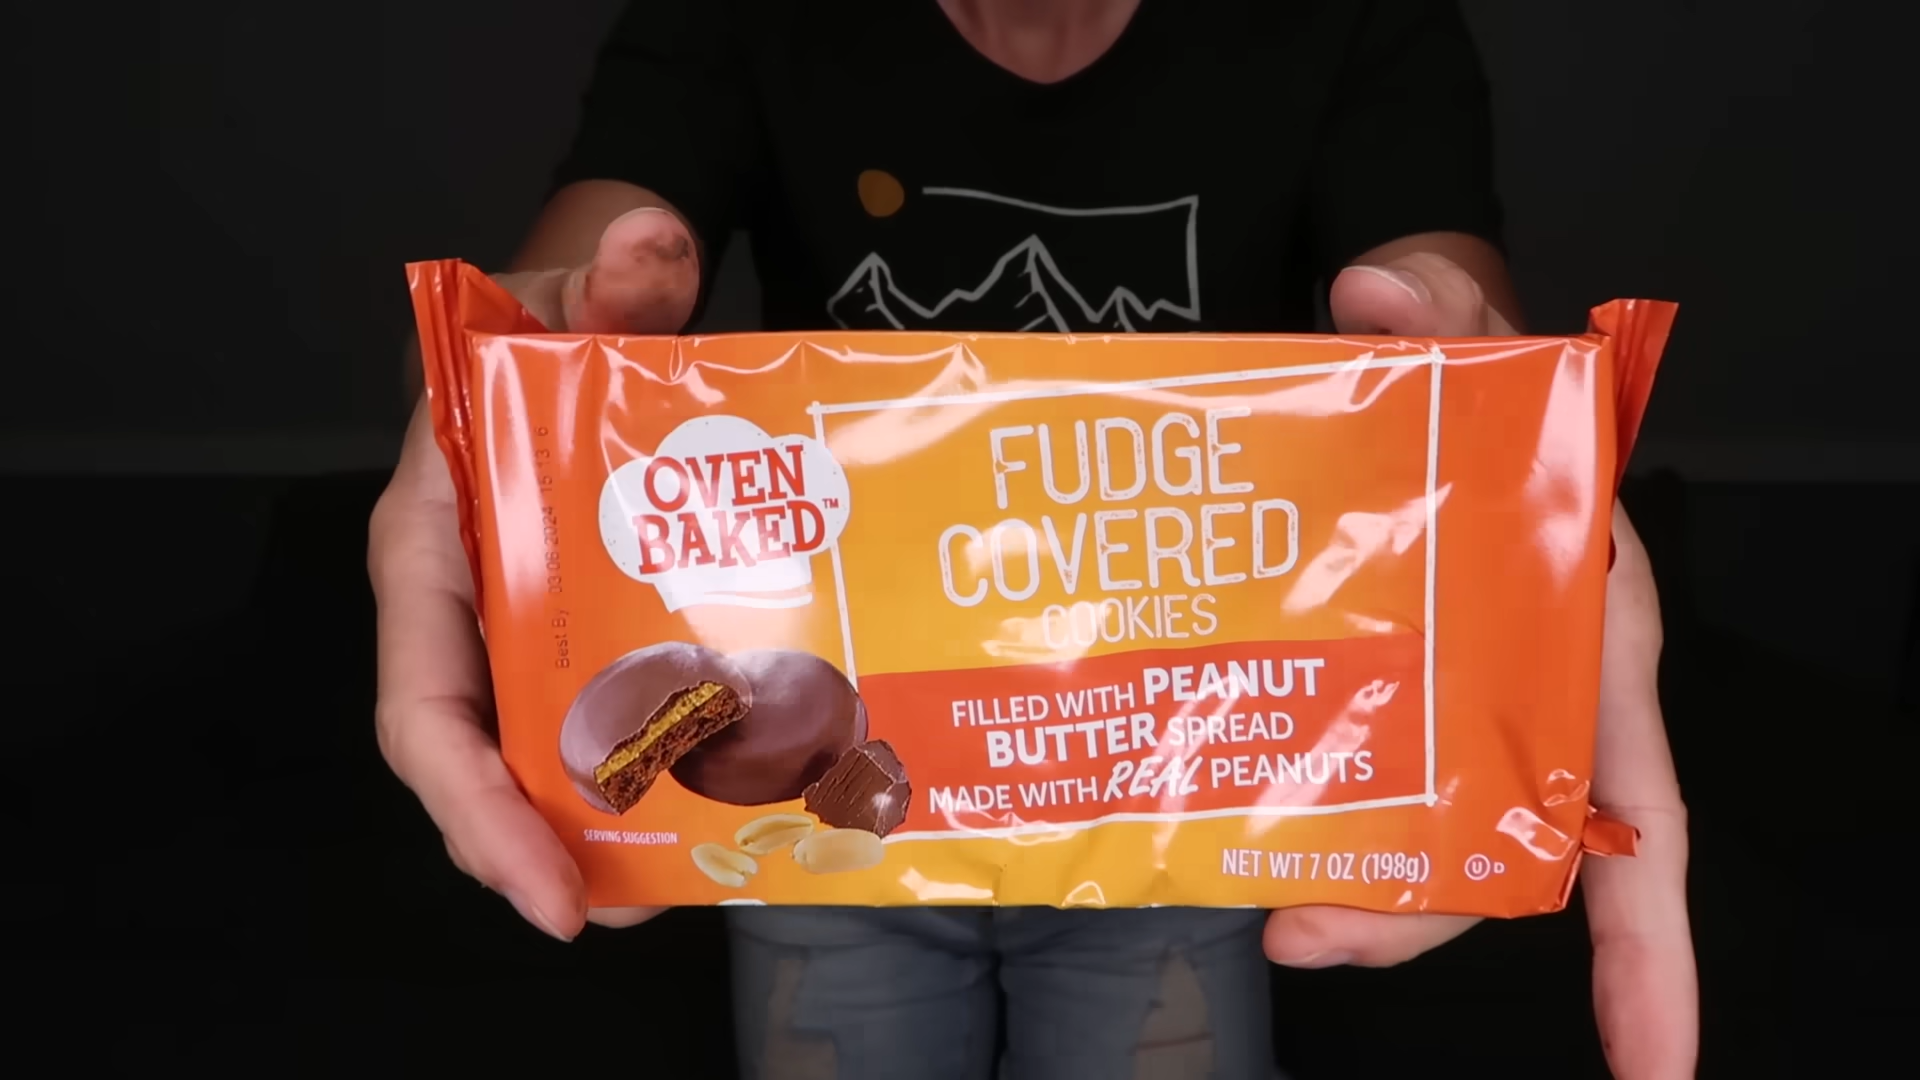 OVEN
BAKED™
FUDGE
COVERED
COOKIES
FILLED WITH PEANUT
BUTTER SPREAD
MADE WITH REAL PEANUTS
Best By 03 06 2024 15 13 6
SERVING SUGGESTION
NET WT 7 OZ (198g)
U D